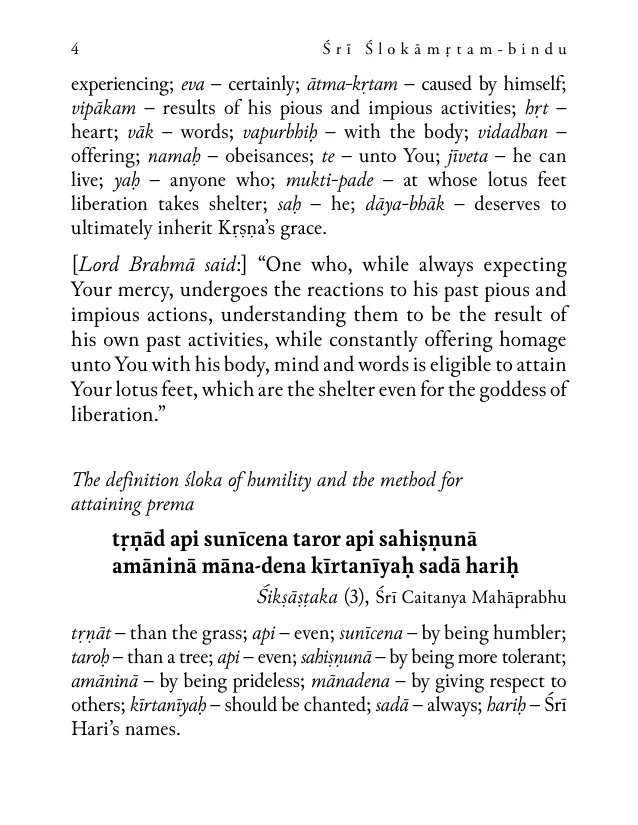 4 Śrī Ślokāmṛtam-bindu
experiencing; eva – certainly; ātma-kṛtam – caused by himself;
vipākam – results of his pious and impious activities; hṛt –
heart; vāk – words; vapurbhiḥ – with the body; vidadhan –
offering; namaḥ – obeisances; te – unto You; jīveta – he can
live; yaḥ – anyone who; mukti-pade – at whose lotus feet
liberation takes shelter; saḥ – he; dāya-bhāk – deserves to
ultimately inherit Kṛṣṇa’s grace.
[Lord Brahmā said:] “One who, while always expecting
Your mercy, undergoes the reactions to his past pious and
impious actions, understanding them to be the result of
his own past activities, while constantly offering homage
unto You with his body, mind and words is eligible to attain
Your lotus feet, which are the shelter even for the goddess of
liberation.”
The definition śloka of humility and the method for
attaining prema
tṛṇād api sunīcena taror api sahiṣṇunā
amāninā māna-dena kīrtanīyaḥ sadā hariḥ
Śikṣāṣṭaka (3), Śrī Caitanya Mahāprabhu
tṛṇāt – than the grass; api – even; sunīcena – by being humbler;
taroḥ – than a tree; api – even; sahiṣṇunā – by being more tolerant;
amāninā – by being prideless; mānadena – by giving respect to
others; kīrtanīyaḥ – should be chanted; sadā – always; hariḥ – Śrī
Hari’s names.